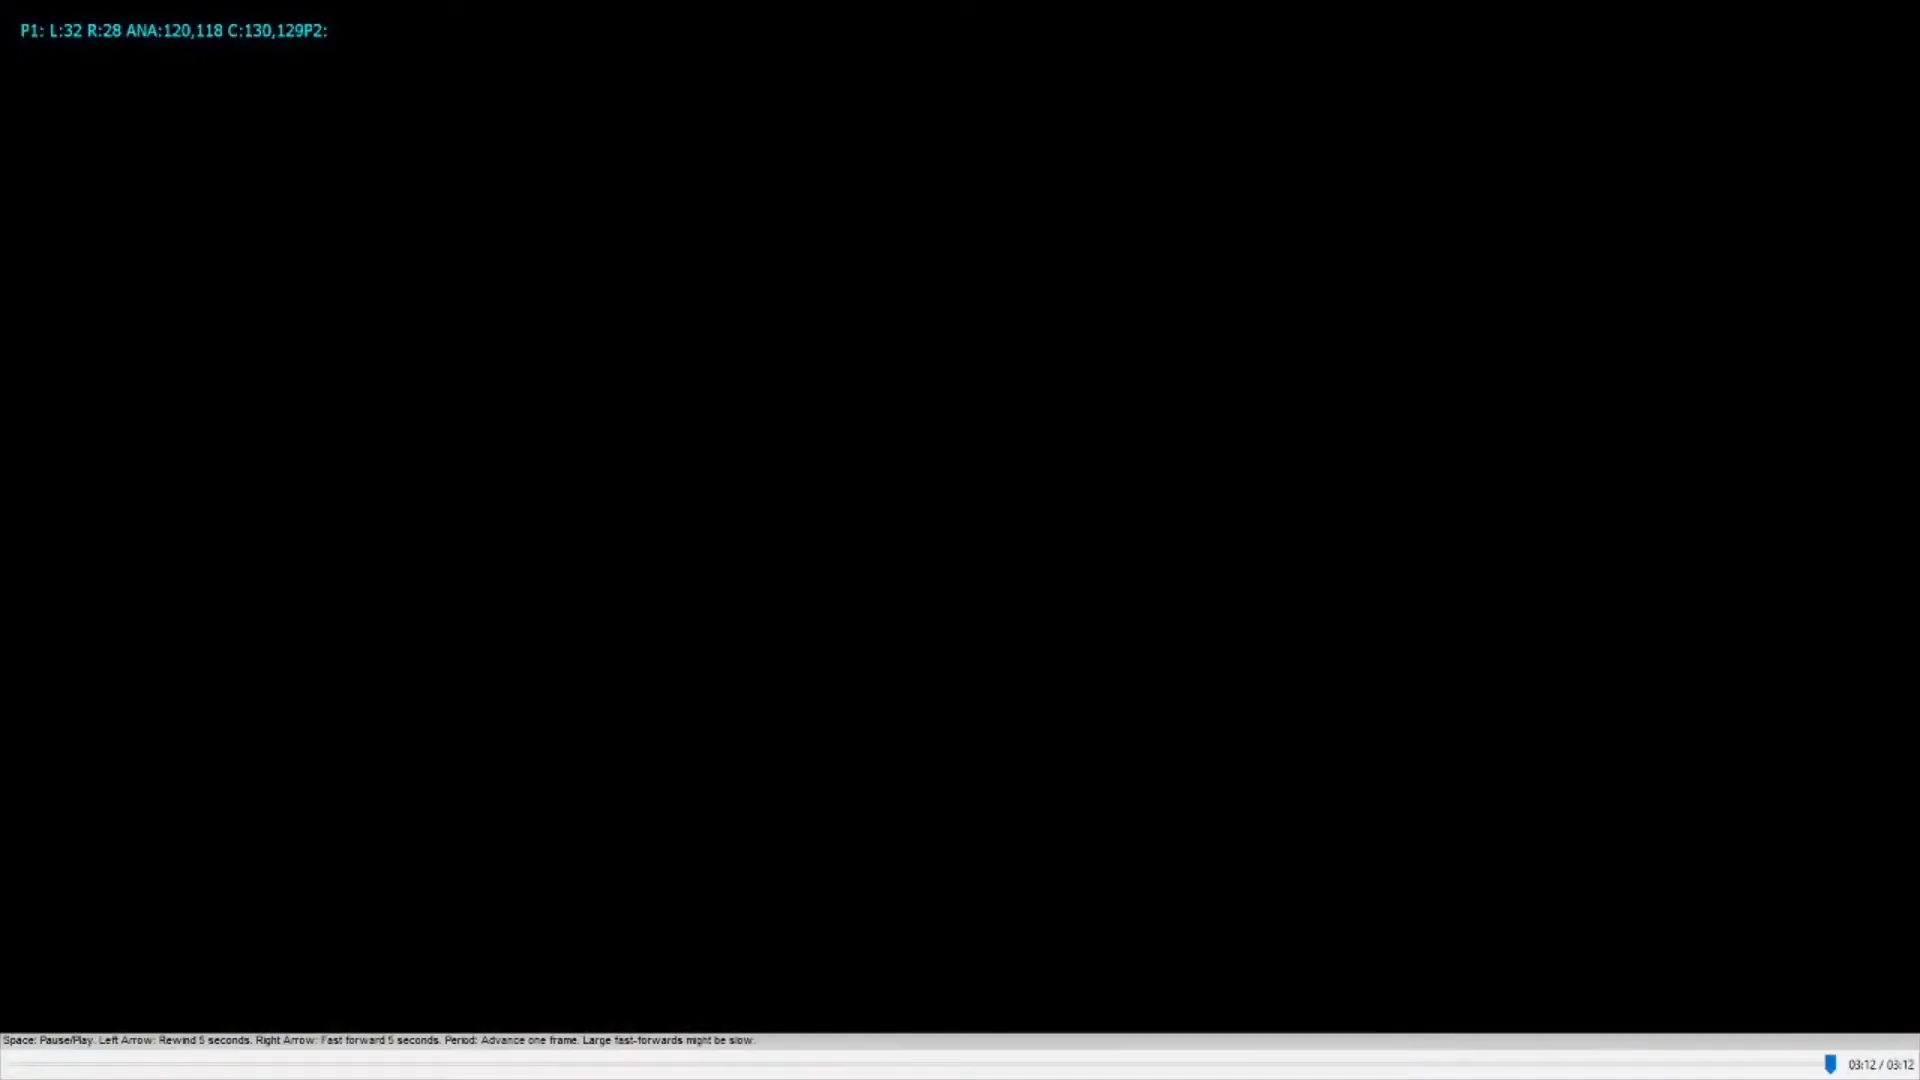 P1: L:32 R:28 ANA:120,118 C:130,129P2:
Space: Pause/Play. Left Arrow: Rewind 5 seconds. Right Arrow: Fast forward 5 seconds. Period: Advance one frame. Large fast-forwards might be slow.
03:12 / 03:12